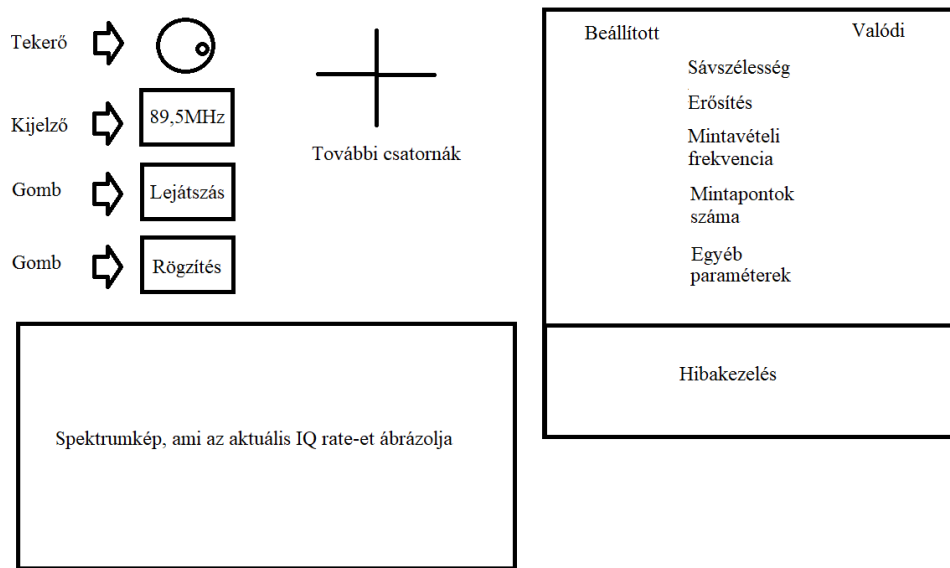 Tekerő
Kijelző
89,5MHz
Gomb
Lejátszás
Gomb
Rögzítés
További csatornák
Spektrumkép, ami az aktuális IQ rate-et ábrázolja
Beállított
Valódi
Sávszélesség
Erősítés
Mintavételi
frekvencia
Mintapontok
száma
Egyéb
paraméterek
Hibakezelés